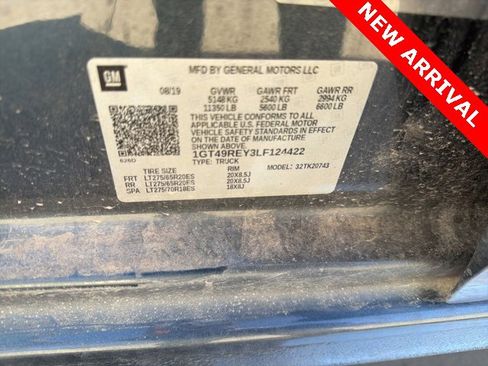 NEW ARRIVAL
GM
MFD BY GENERAL MOTORS LLC
08/19 GVWR GAWR FRT GAWR RR
5148 KG 2540 KG 2994 KG
11350 LB 5600 LB 6600 LB
THIS VEHICLE CONFORMS TO ALL APPLICABLE
U.S. FEDERAL MOTOR VEHICLE SAFETY AND
THEFT PREVENTION STANDARDS IN EFFECT ON
THE DATE OF MANUFACTURE SHOWN ABOVE.
1GT49REY3LF124422
TYPE: TRUCK MODEL: 32TK20743
TIRE SIZE RIM
FRT LT275/65R20ES 20X8.5J
RR LT275/65R20ES 20X8.5J
SPA LT275/70R18ES 18X8J